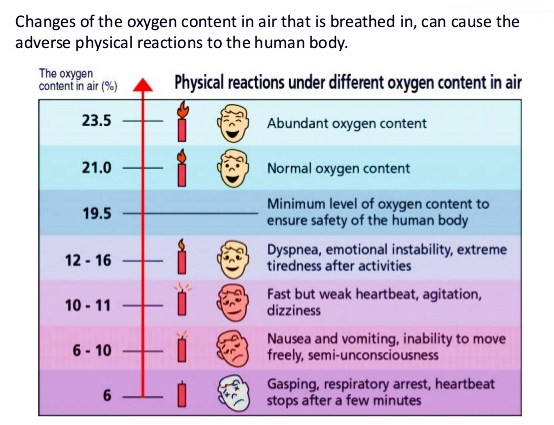 Changes of the oxygen content in air that is breathed in, can cause the
adverse physical reactions to the human body.
The oxygen
content in air (%)
Physical reactions under different oxygen content in air
23.5
Abundant oxygen content
21.0
Normal oxygen content
19.5
Minimum level of oxygen content to
ensure safety of the human body
12 - 16
Dyspnea, emotional instability, extreme
tiredness after activities
10 - 11
Fast but weak heartbeat, agitation,
dizziness
6 - 10
Nausea and vomiting, inability to move
freely, semi-unconsciousness
6
Gasping, respiratory arrest, heartbeat
stops after a few minutes